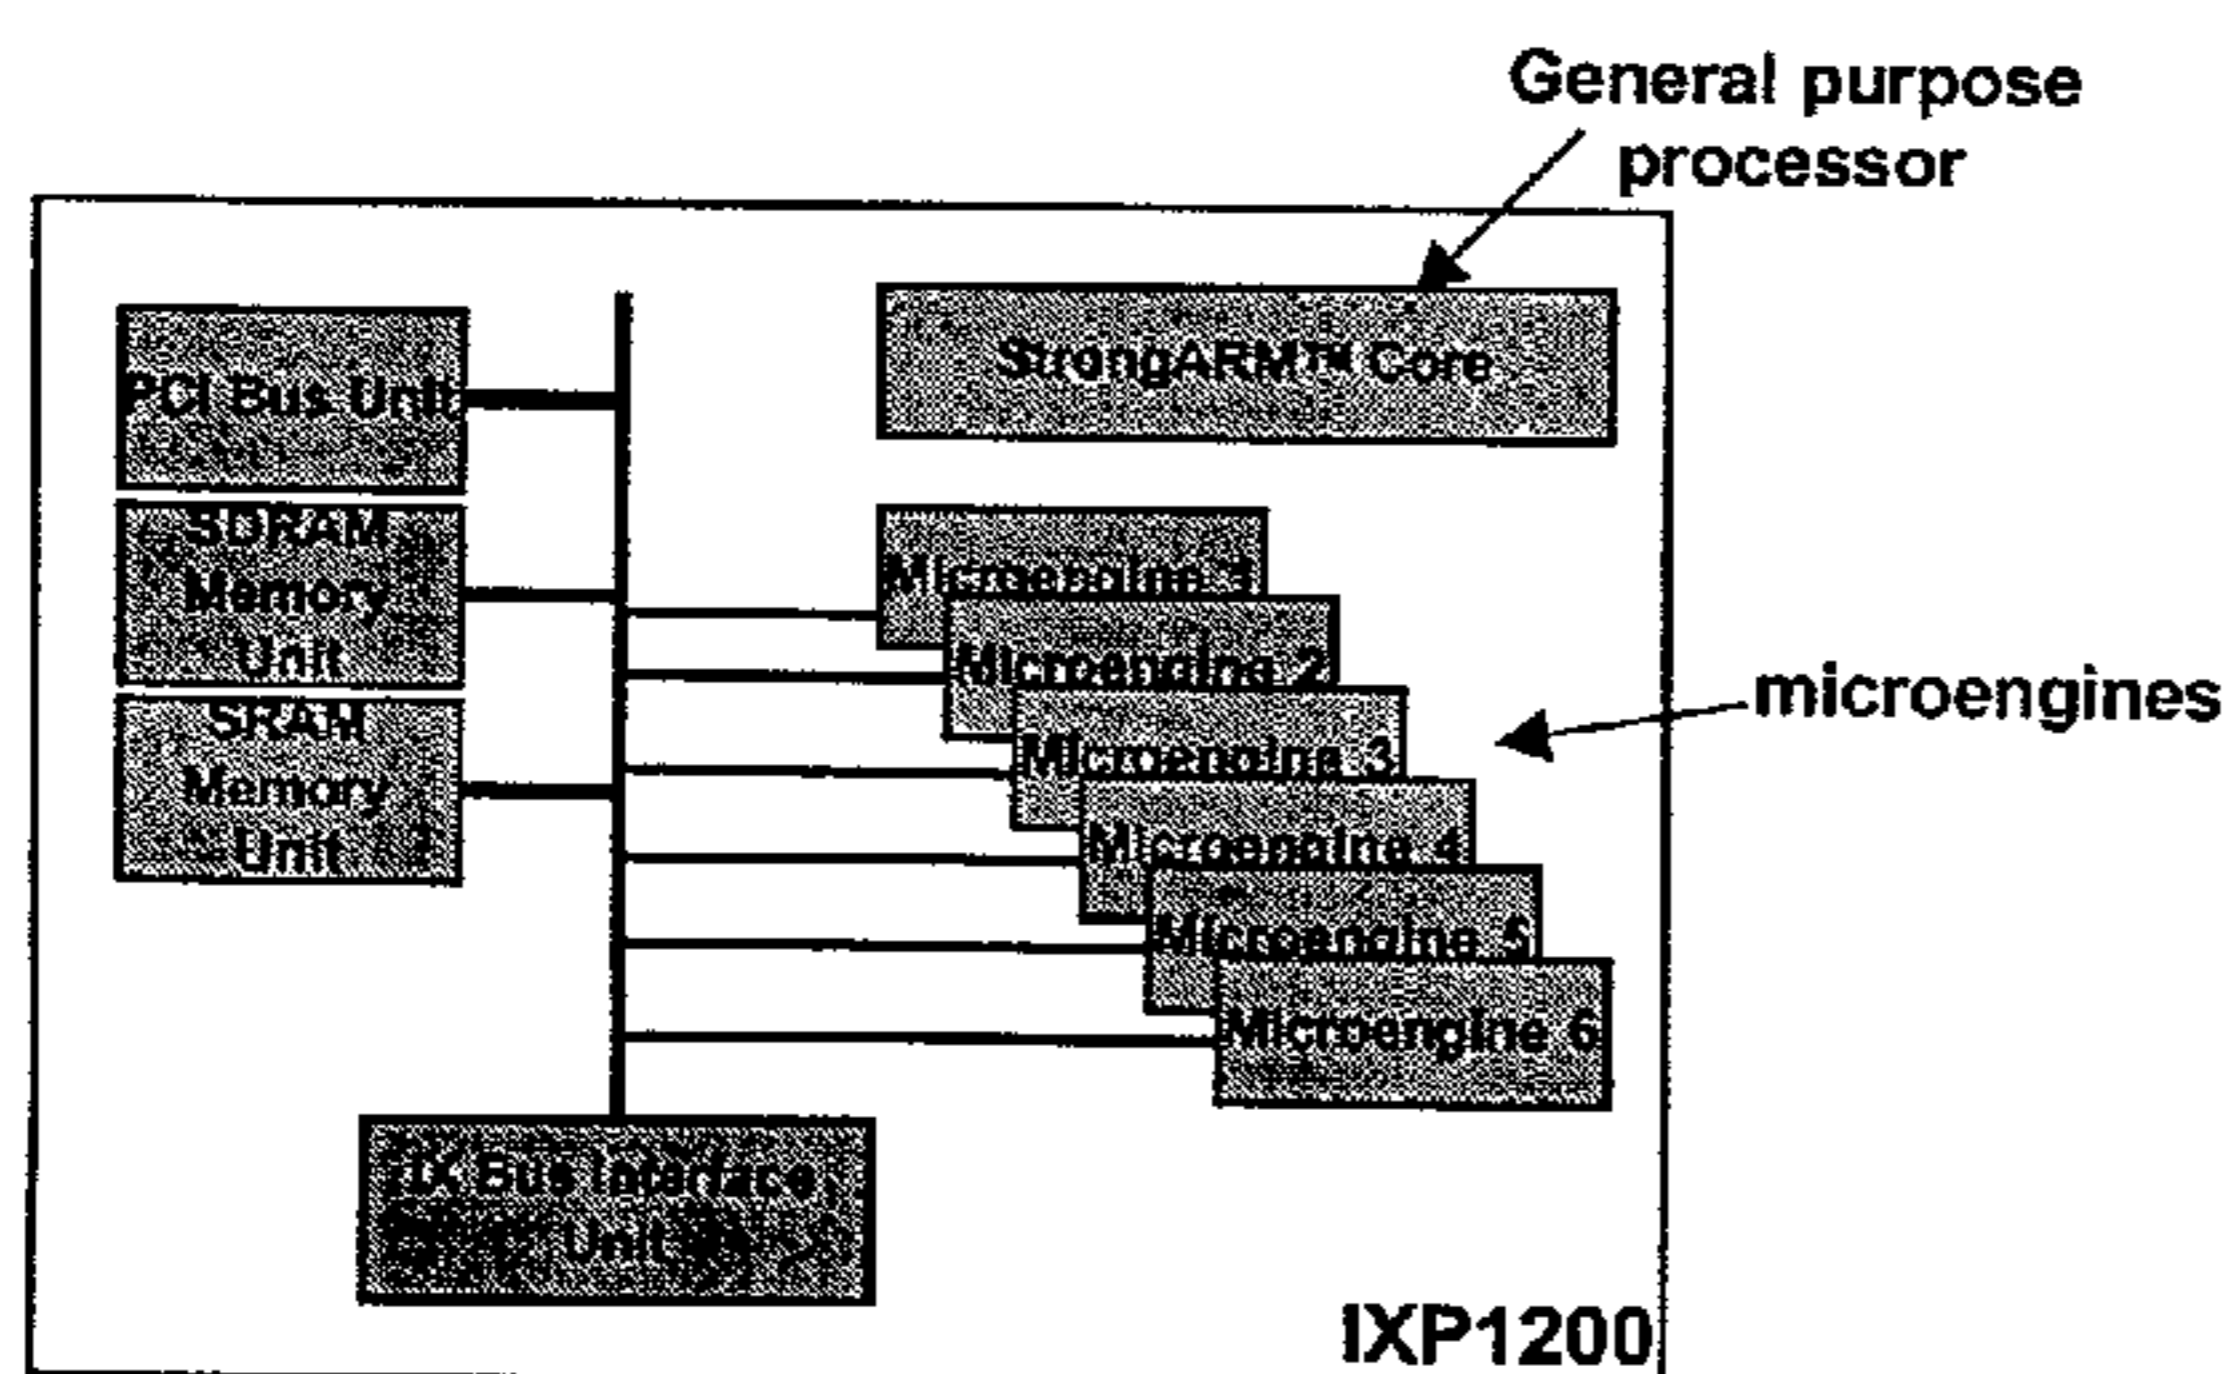 General purpose
processor
StrongARM™ Core
PCI Bus Unit
SDRAM
Memory
Unit
SRAM
Memory
Unit
Microengine 1
Microengine 2
Microengine 3
Microengine 4
Microengine 5
Microengine 6
microengines
IX Bus Interface
Unit
IXP1200